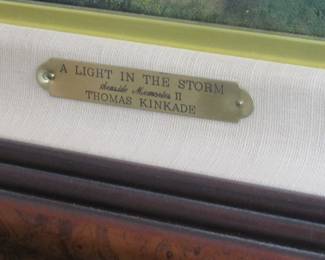 A LIGHT IN THE STORM
Seaside Memories II
THOMAS KINKADE